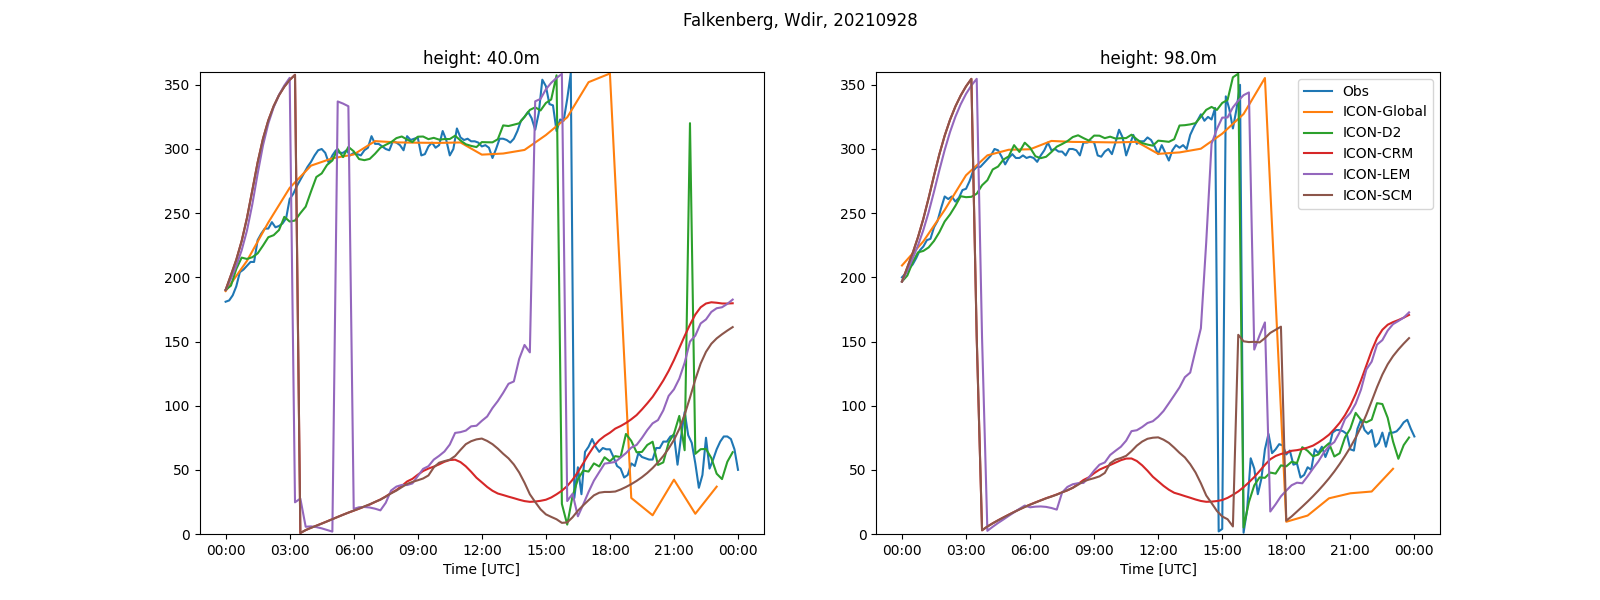 Falkenberg, Wdir, 20210928
height: 40.0m
350
300
250
200
150
100
50
0
00:00 03:00 06:00 09:00 12:00 15:00 18:00 21:00 00:00
Time [UTC]
height: 98.0m
350
300
250
200
150
100
50
0
00:00 03:00 06:00 09:00 12:00 15:00 18:00 21:00 00:00
Time [UTC]
Obs
ICON-Global
ICON-D2
ICON-CRM
ICON-LEM
ICON-SCM